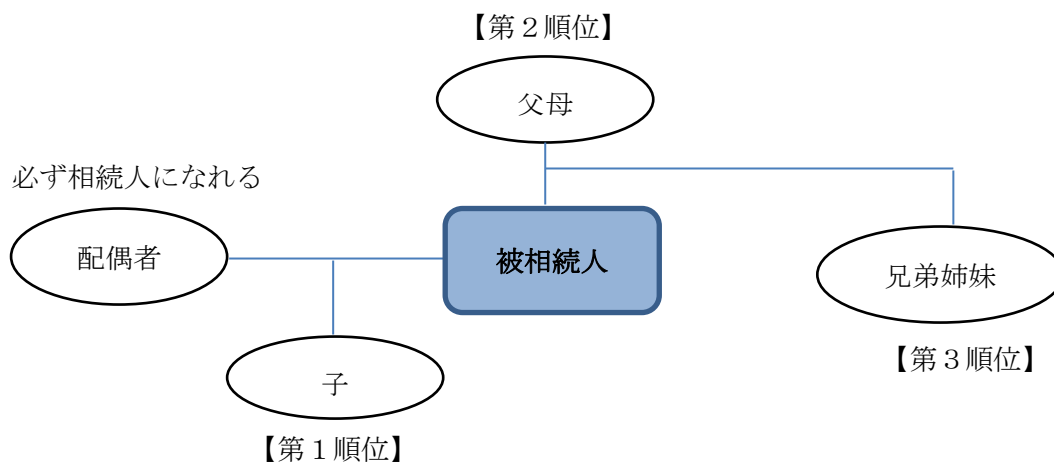 【第２順位】
父母
必ず相続人になれる
配偶者
被相続人
兄弟姉妹
【第３順位】
子
【第１順位】